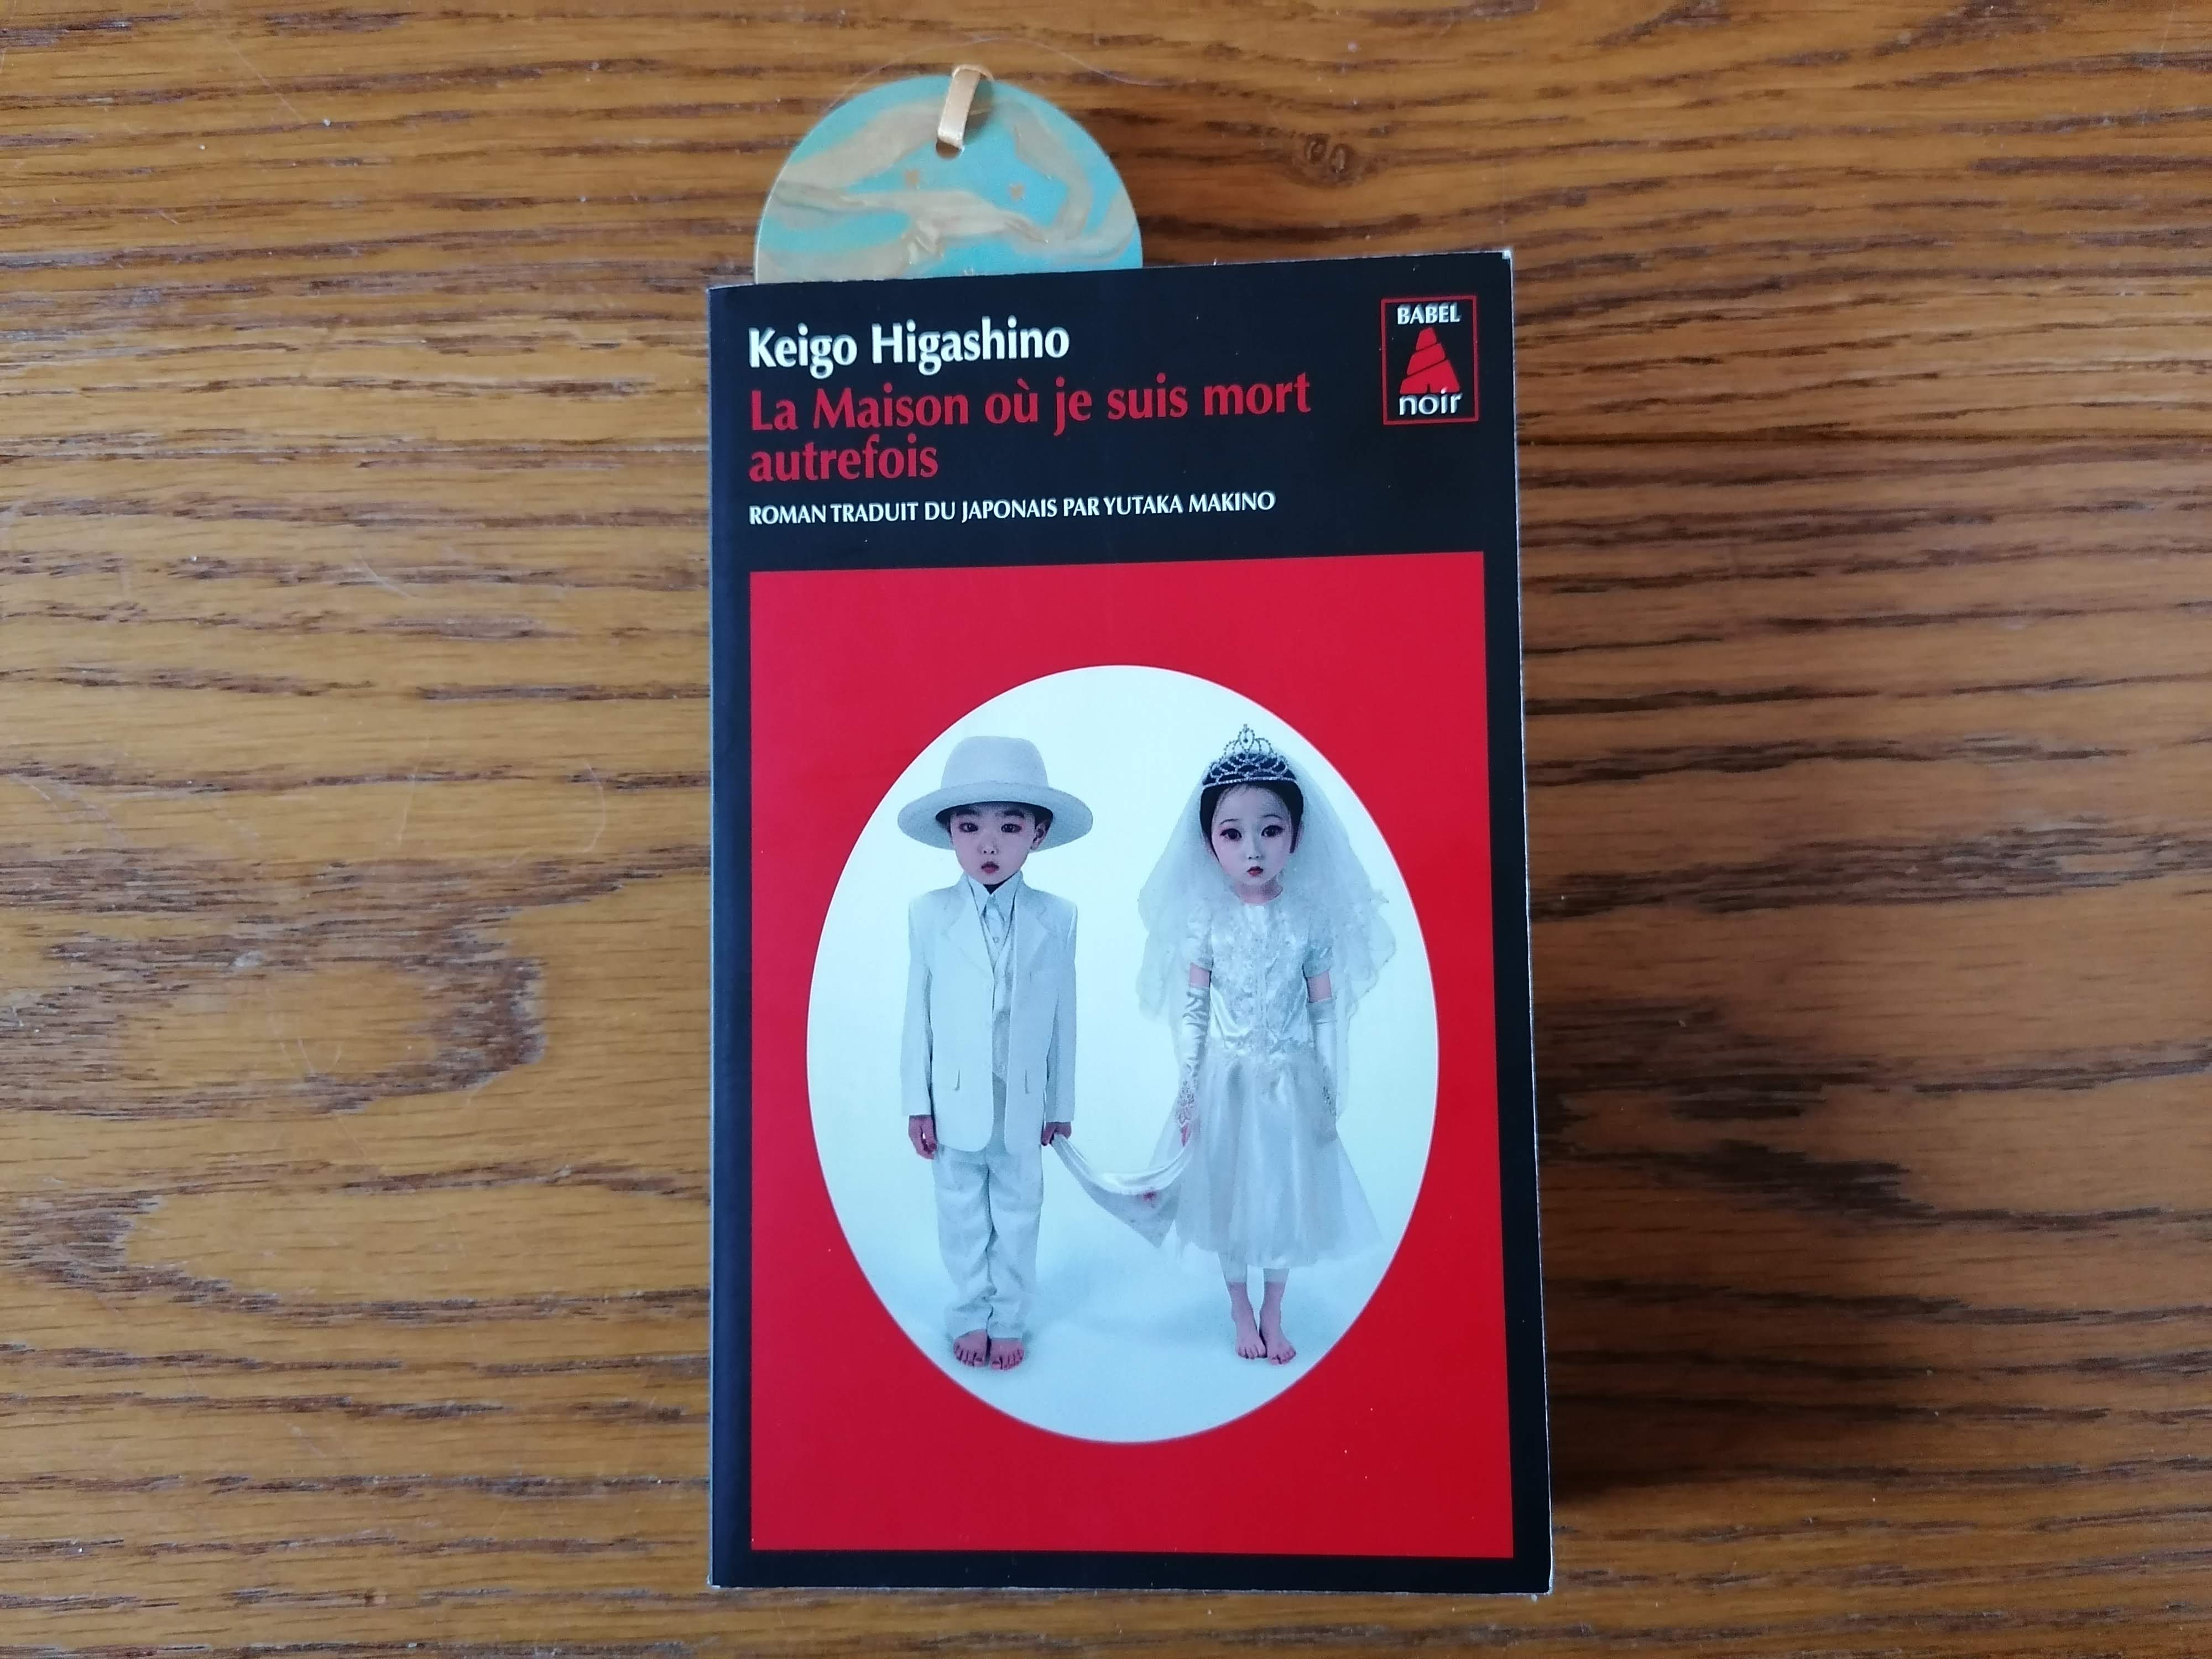 Keigo Higashino
La Maison où je suis mort
autrefois
ROMAN TRADUIT DU JAPONAIS PAR YUTAKA MAKINO
BABEL
noir